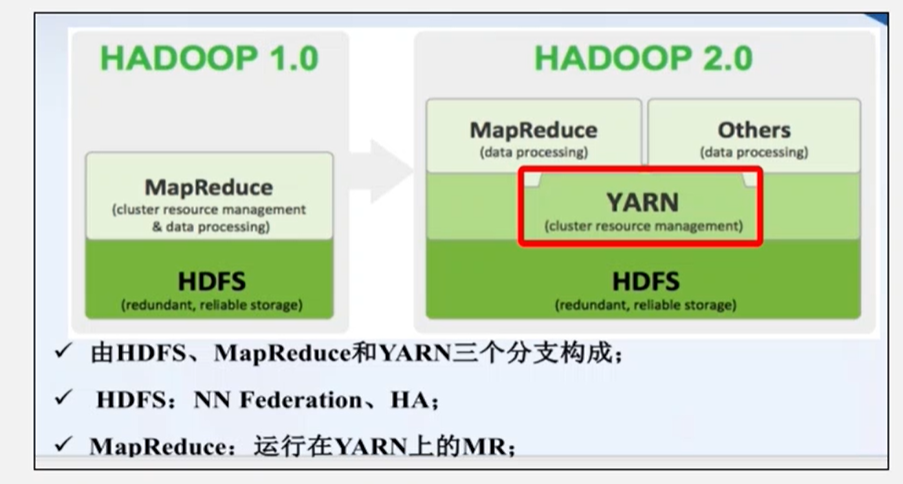 HADOOP 1.0
MapReduce
(cluster resource management
& data processing)
HDFS
(redundant, reliable storage)
HADOOP 2.0
MapReduce
(data processing)
Others
(data processing)
YARN
(cluster resource management)
HDFS
(redundant, reliable storage)
✓ 由HDFS、MapReduce和YARN三个分支构成；
✓ HDFS：NN Federation、HA；
✓ MapReduce：运行在YARN上的MR；